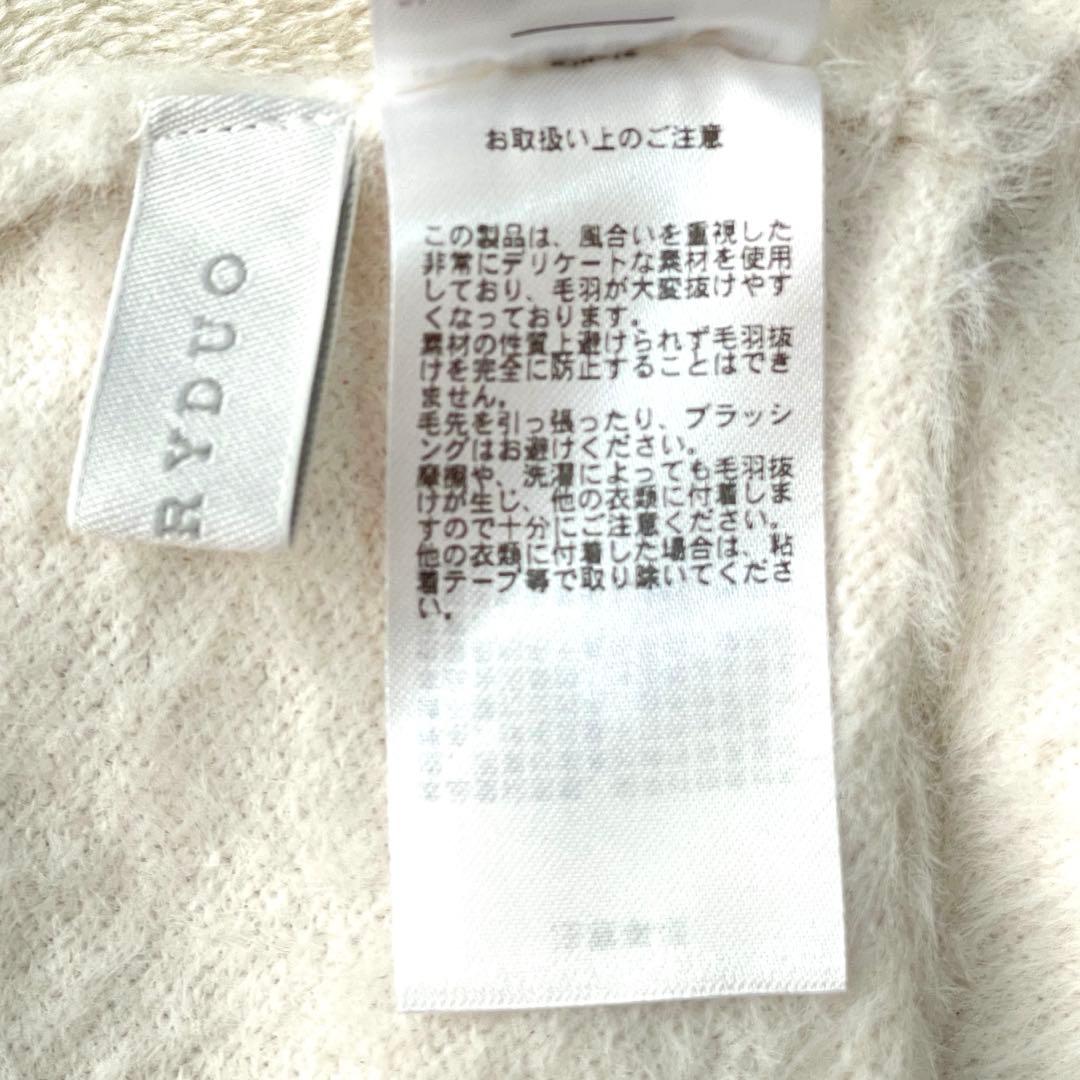 お取扱い上のご注意
この製品は、風合いを重視した
非常にデリケートな素材を使用
しており、毛羽が大変抜けやす
くなっております。
素材の性質上避けられず毛羽抜
けを完全に防止することはでき
ません。
毛先を引っ張ったり、ブラッシ
ングはお避けください。
摩擦や、洗濯によっても毛羽抜
けが生じ、他の衣類に付着しま
すので十分にご注意ください。
他の衣類に付着した場合は、粘
着テープ等で取り除いてくださ
い。
RYDUO